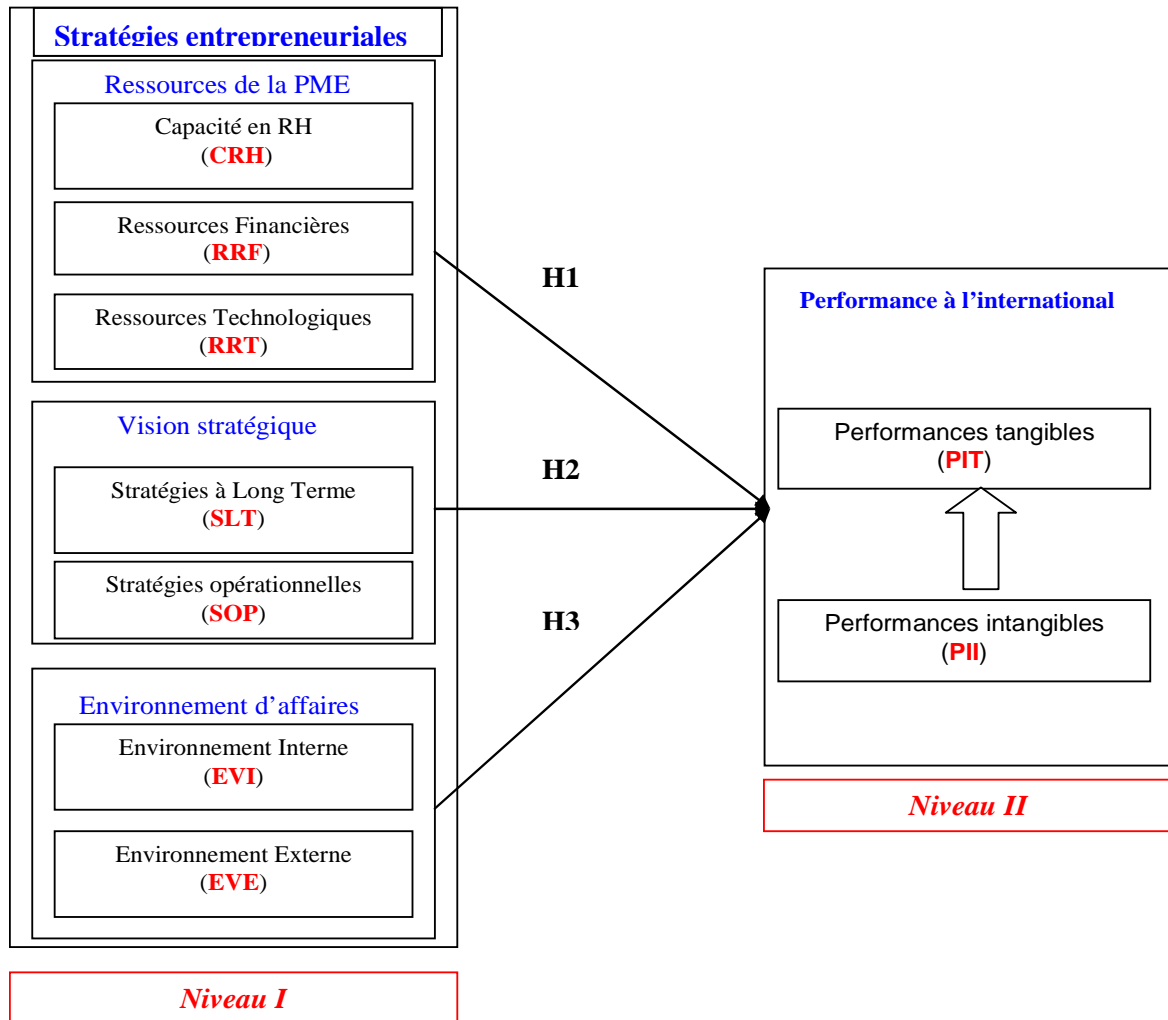 Stratégies entrepreneuriales
Ressources de la PME
Capacité en RH
(CRH)
Ressources Financières
(RRF)
Ressources Technologiques
(RRT)
Vision stratégique
Stratégies à Long Terme
(SLT)
Stratégies opérationnelles
(SOP)
Environnement d’affaires
Environnement Interne
(EVI)
Environnement Externe
(EVE)
Niveau I
H1
H2
H3
Performance à l’international
Performances tangibles
(PIT)
Performances intangibles
(PII)
Niveau II